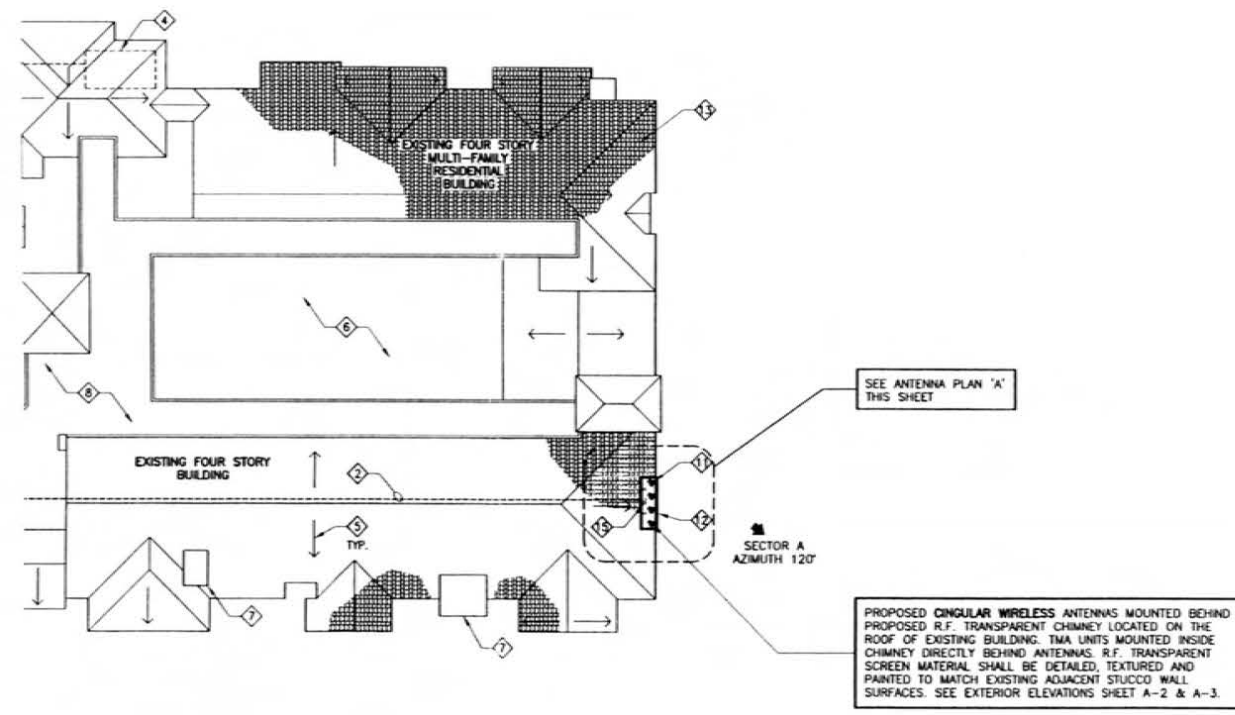 4
13
EXISTING FOUR STORY
MULTI-FAMILY
RESIDENTIAL
BUILDING
6
8
SEE ANTENNA PLAN "A"
THIS SHEET
EXISTING FOUR STORY
BUILDING
2
11
15
12
5
TYP.
SECTOR A
AZIMUTH 120°
7
7
PROPOSED CINGULAR WIRELESS ANTENNAS MOUNTED BEHIND
PROPOSED R.F. TRANSPARENT CHIMNEY LOCATED ON THE
ROOF OF EXISTING BUILDING. TMA UNITS MOUNTED INSIDE
CHIMNEY DIRECTLY BEHIND ANTENNAS. R.F. TRANSPARENT
SCREEN MATERIAL SHALL BE DETAILED, TEXTURED AND
PAINTED TO MATCH EXISTING ADJACENT STUCCO WALL
SURFACES. SEE EXTERIOR ELEVATIONS SHEET A-2 & A-3.